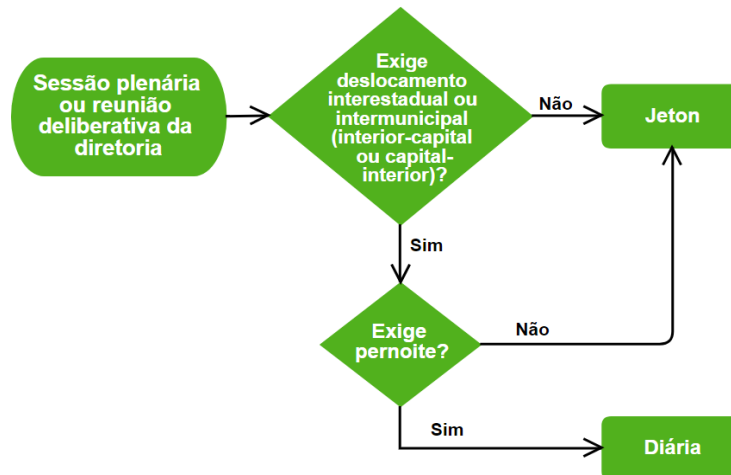 Sessão plenária
ou reunião
deliberativa da
diretoria
Exige
deslocamento
interestadual ou
intermunicipal
(interior-capital
ou capital-
interior)?
Não
Jeton
Sim
Exige
pernoite?
Não
Sim
Diária